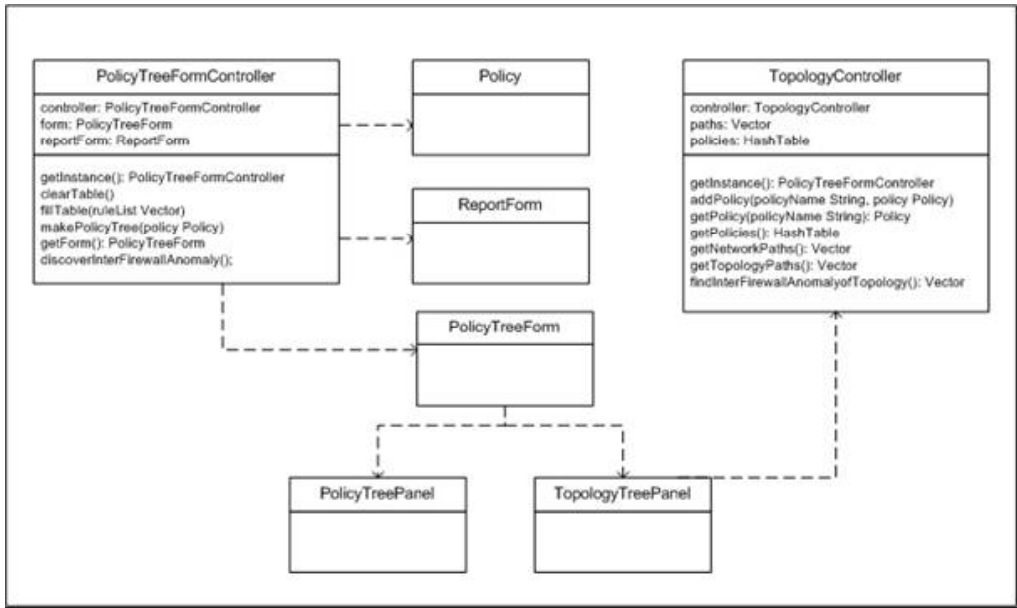 PolicyTreeFormController
controller: PolicyTreeFormController
form: PolicyTreeForm
reportForm: ReportForm
getInstance(): PolicyTreeFormController
clearTable()
fillTable(ruleList Vector)
makePolicyTree(policy Policy)
getForm(): PolicyTreeForm
discoverInterFirewallAnomaly();
Policy
ReportForm
PolicyTreeForm
PolicyTreePanel
TopologyTreePanel
TopologyController
controller: TopologyController
paths: Vector
policies: HashTable
getInstance(): PolicyTreeFormController
addPolicy(policyName String, policy Policy)
getPolicy(policyName String): Policy
getPolicies(): HashTable
getNetworkPaths(): Vector
getTopologyPaths(): Vector
findInterFirewallAnomalyofTopology(): Vector